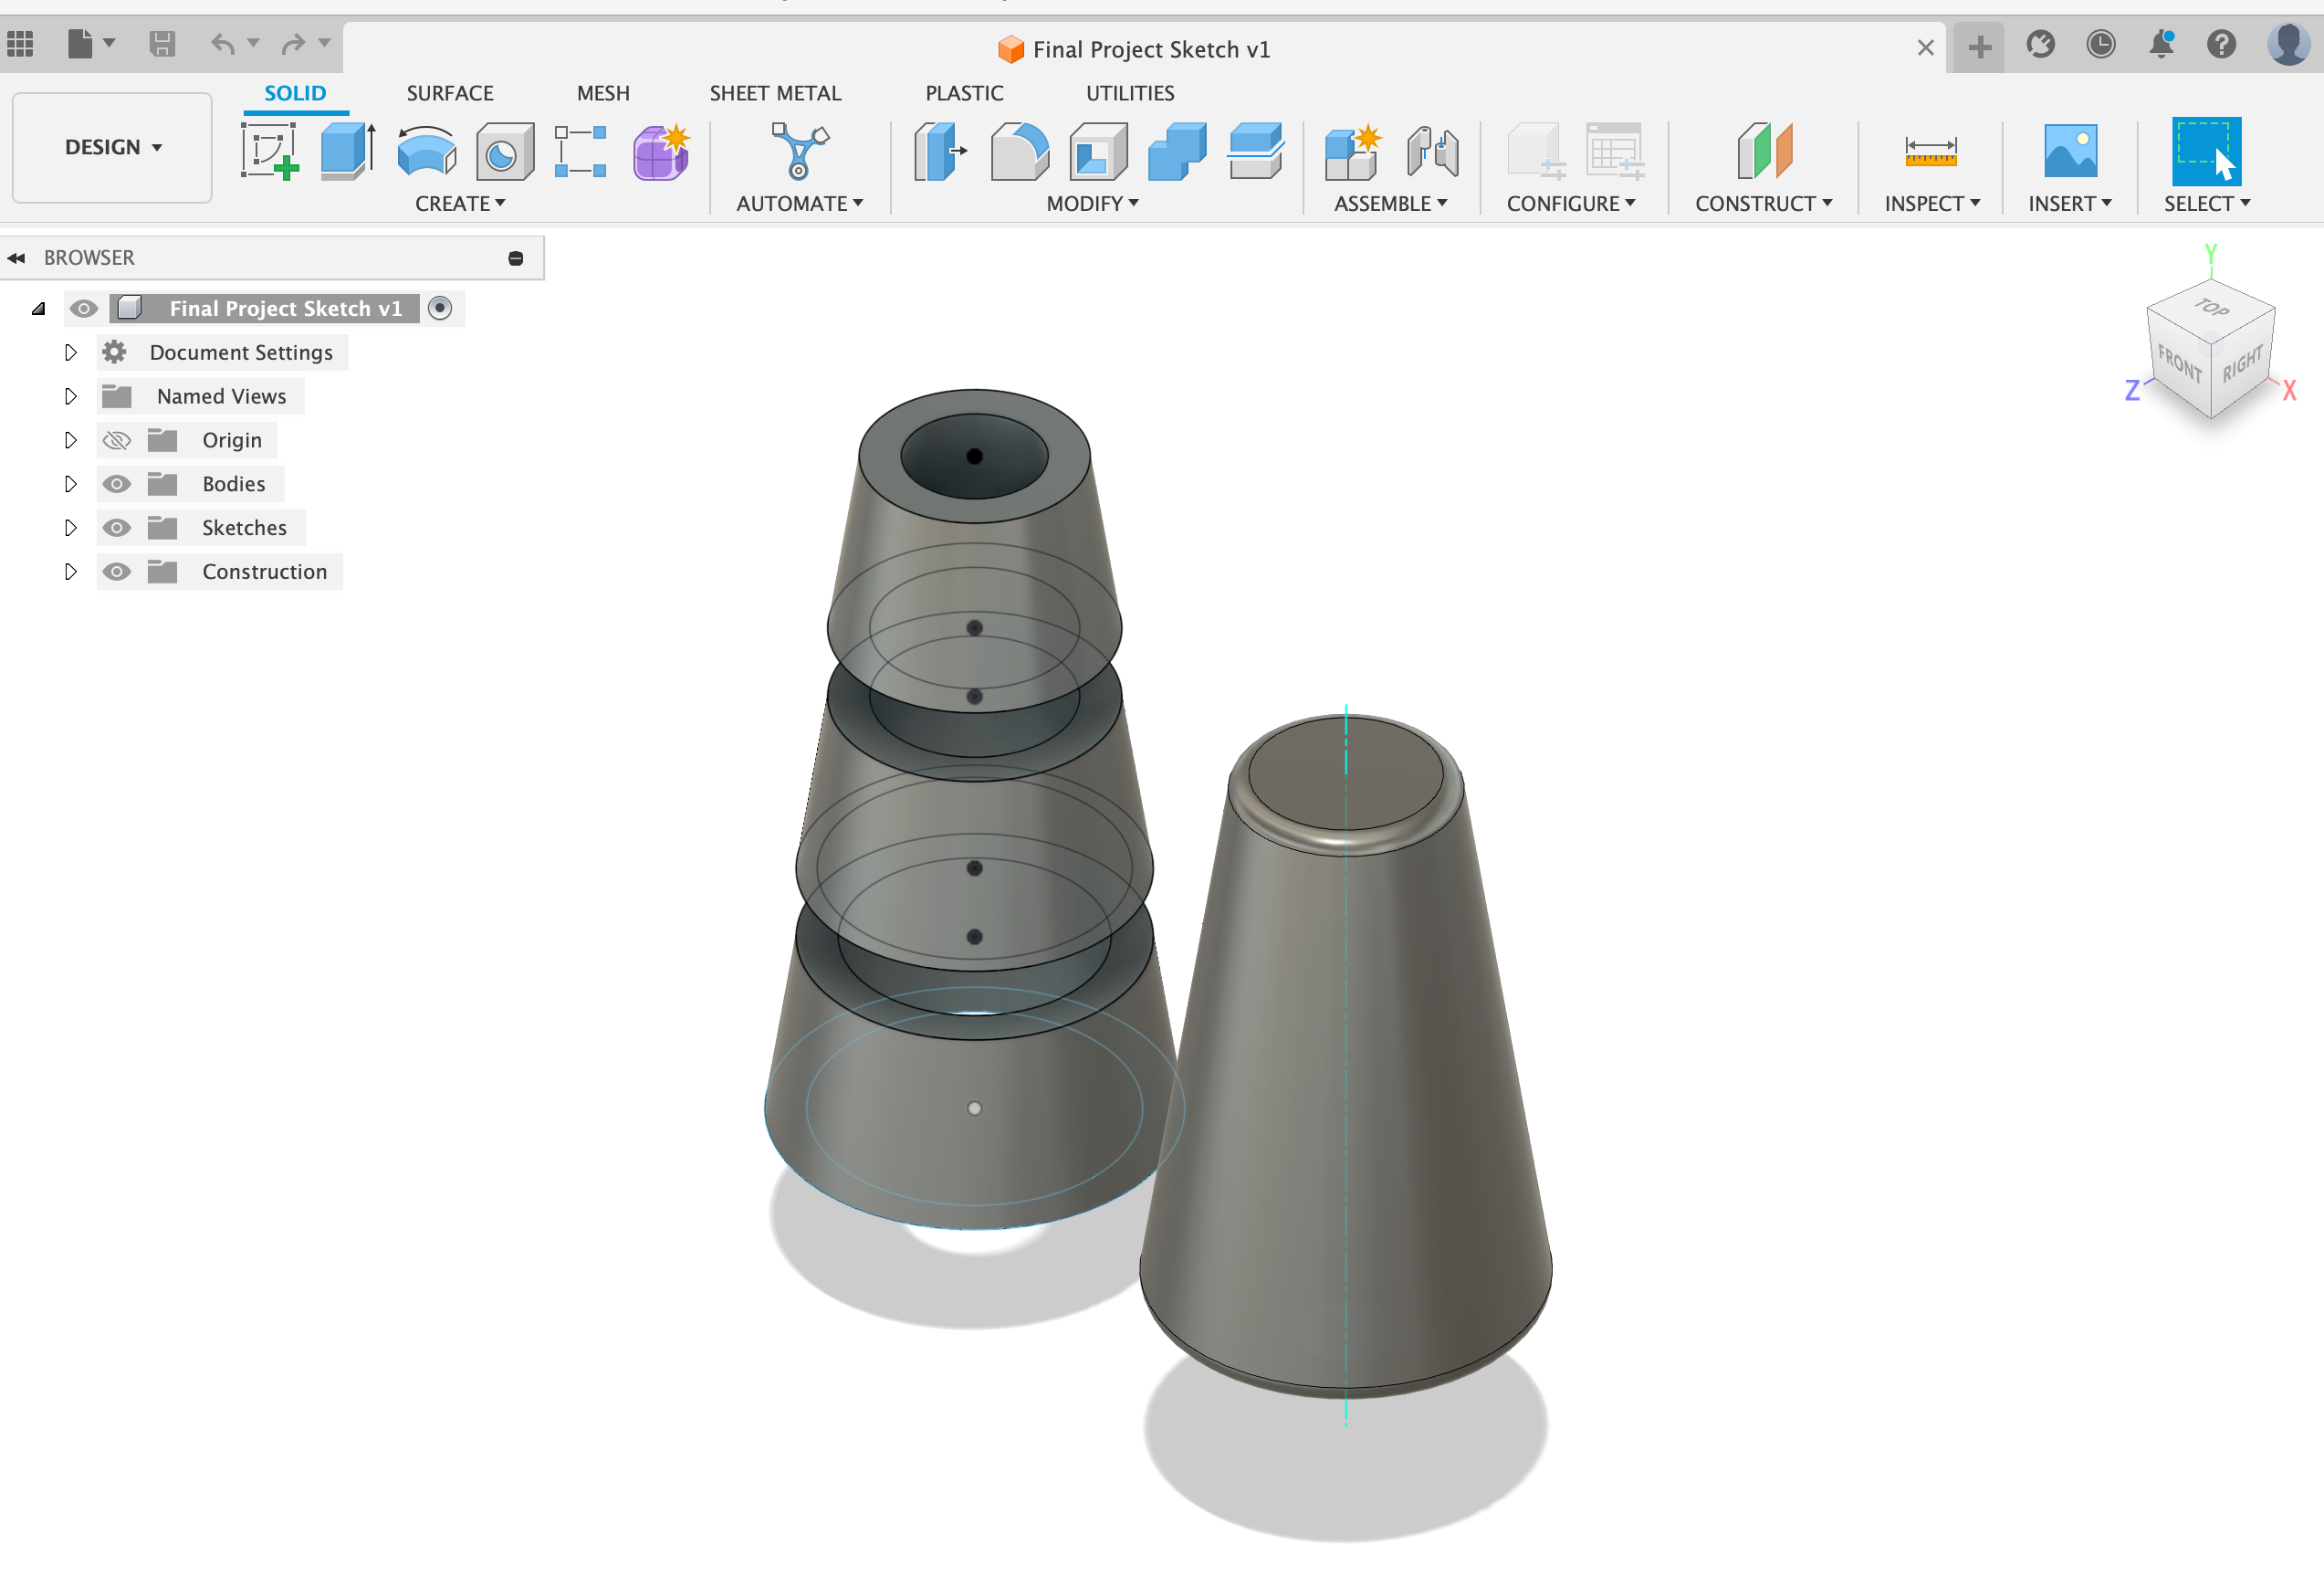 Final Project Sketch v1
SOLID SURFACE MESH SHEET METAL PLASTIC UTILITIES
DESIGN
CREATE AUTOMATE MODIFY ASSEMBLE CONFIGURE CONSTRUCT INSPECT INSERT SELECT
BROWSER
Final Project Sketch v1
Document Settings
Named Views
Origin
Bodies
Sketches
Construction
Y
TOP
FRONT RIGHT
Z X